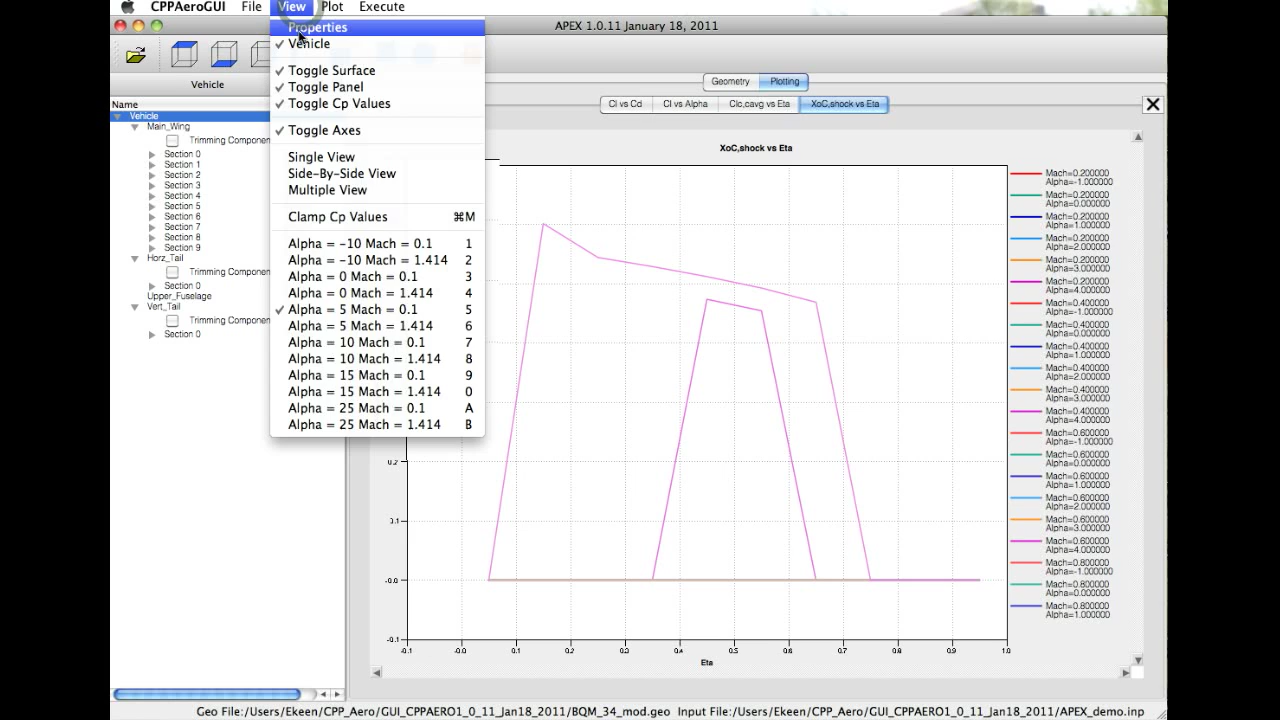 CPPAeroGUI File View Plot Execute
APEX 1.0.11 January 18, 2011
Properties
Vehicle
Toggle Surface
Toggle Panel
Toggle Cp Values
Toggle Axes
Single View
Side-By-Side View
Multiple View
Clamp Cp Values ⌘M
Alpha = -10 Mach = 0.1 1
Alpha = -10 Mach = 1.414 2
Alpha = 0 Mach = 0.1 3
Alpha = 0 Mach = 1.414 4
Alpha = 5 Mach = 0.1 5
Alpha = 5 Mach = 1.414 6
Alpha = 10 Mach = 0.1 7
Alpha = 10 Mach = 1.414 8
Alpha = 15 Mach = 0.1 9
Alpha = 15 Mach = 1.414 0
Alpha = 25 Mach = 0.1 A
Alpha = 25 Mach = 1.414 B
Vehicle
Name
Vehicle
Main_Wing
Trimming Component
Section 0
Section 1
Section 2
Section 3
Section 4
Section 5
Section 6
Section 7
Section 8
Section 9
Horz_Tail
Trimming Component
Section 0
Upper_Fuselage
Vert_Tail
Trimming Component
Section 0
Geometry Plotting
Cl vs Cd Cl vs Alpha Clc,cavg vs Eta XoC,shock vs Eta
XoC,shock vs Eta
0.2
-0.0
-0.1
-0.1 -0.0 0.1 0.2 0.3 0.4 0.5 0.6 0.7 0.8 0.9 1.0
Eta
Mach=0.200000
Alpha=-1.000000
Mach=0.200000
Alpha=0.000000
Mach=0.200000
Alpha=1.000000
Mach=0.200000
Alpha=2.000000
Mach=0.200000
Alpha=3.000000
Mach=0.200000
Alpha=4.000000
Mach=0.400000
Alpha=-1.000000
Mach=0.400000
Alpha=0.000000
Mach=0.400000
Alpha=1.000000
Mach=0.400000
Alpha=2.000000
Mach=0.400000
Alpha=3.000000
Mach=0.400000
Alpha=4.000000
Mach=0.600000
Alpha=-1.000000
Mach=0.600000
Alpha=0.000000
Mach=0.600000
Alpha=1.000000
Mach=0.600000
Alpha=2.000000
Mach=0.600000
Alpha=3.000000
Mach=0.600000
Alpha=4.000000
Mach=0.800000
Alpha=-1.000000
Mach=0.800000
Alpha=0.000000
Mach=0.800000
Alpha=1.000000
Geo File:/Users/Ekeen/CPP_Aero/GUI_CPPAERO1_0_11_Jan18_2011/BQM_34_mod.geo Input File:/Users/Ekeen/CPP_Aero/GUI_CPPAERO1_0_11_Jan18_2011/APEX_demo.inp